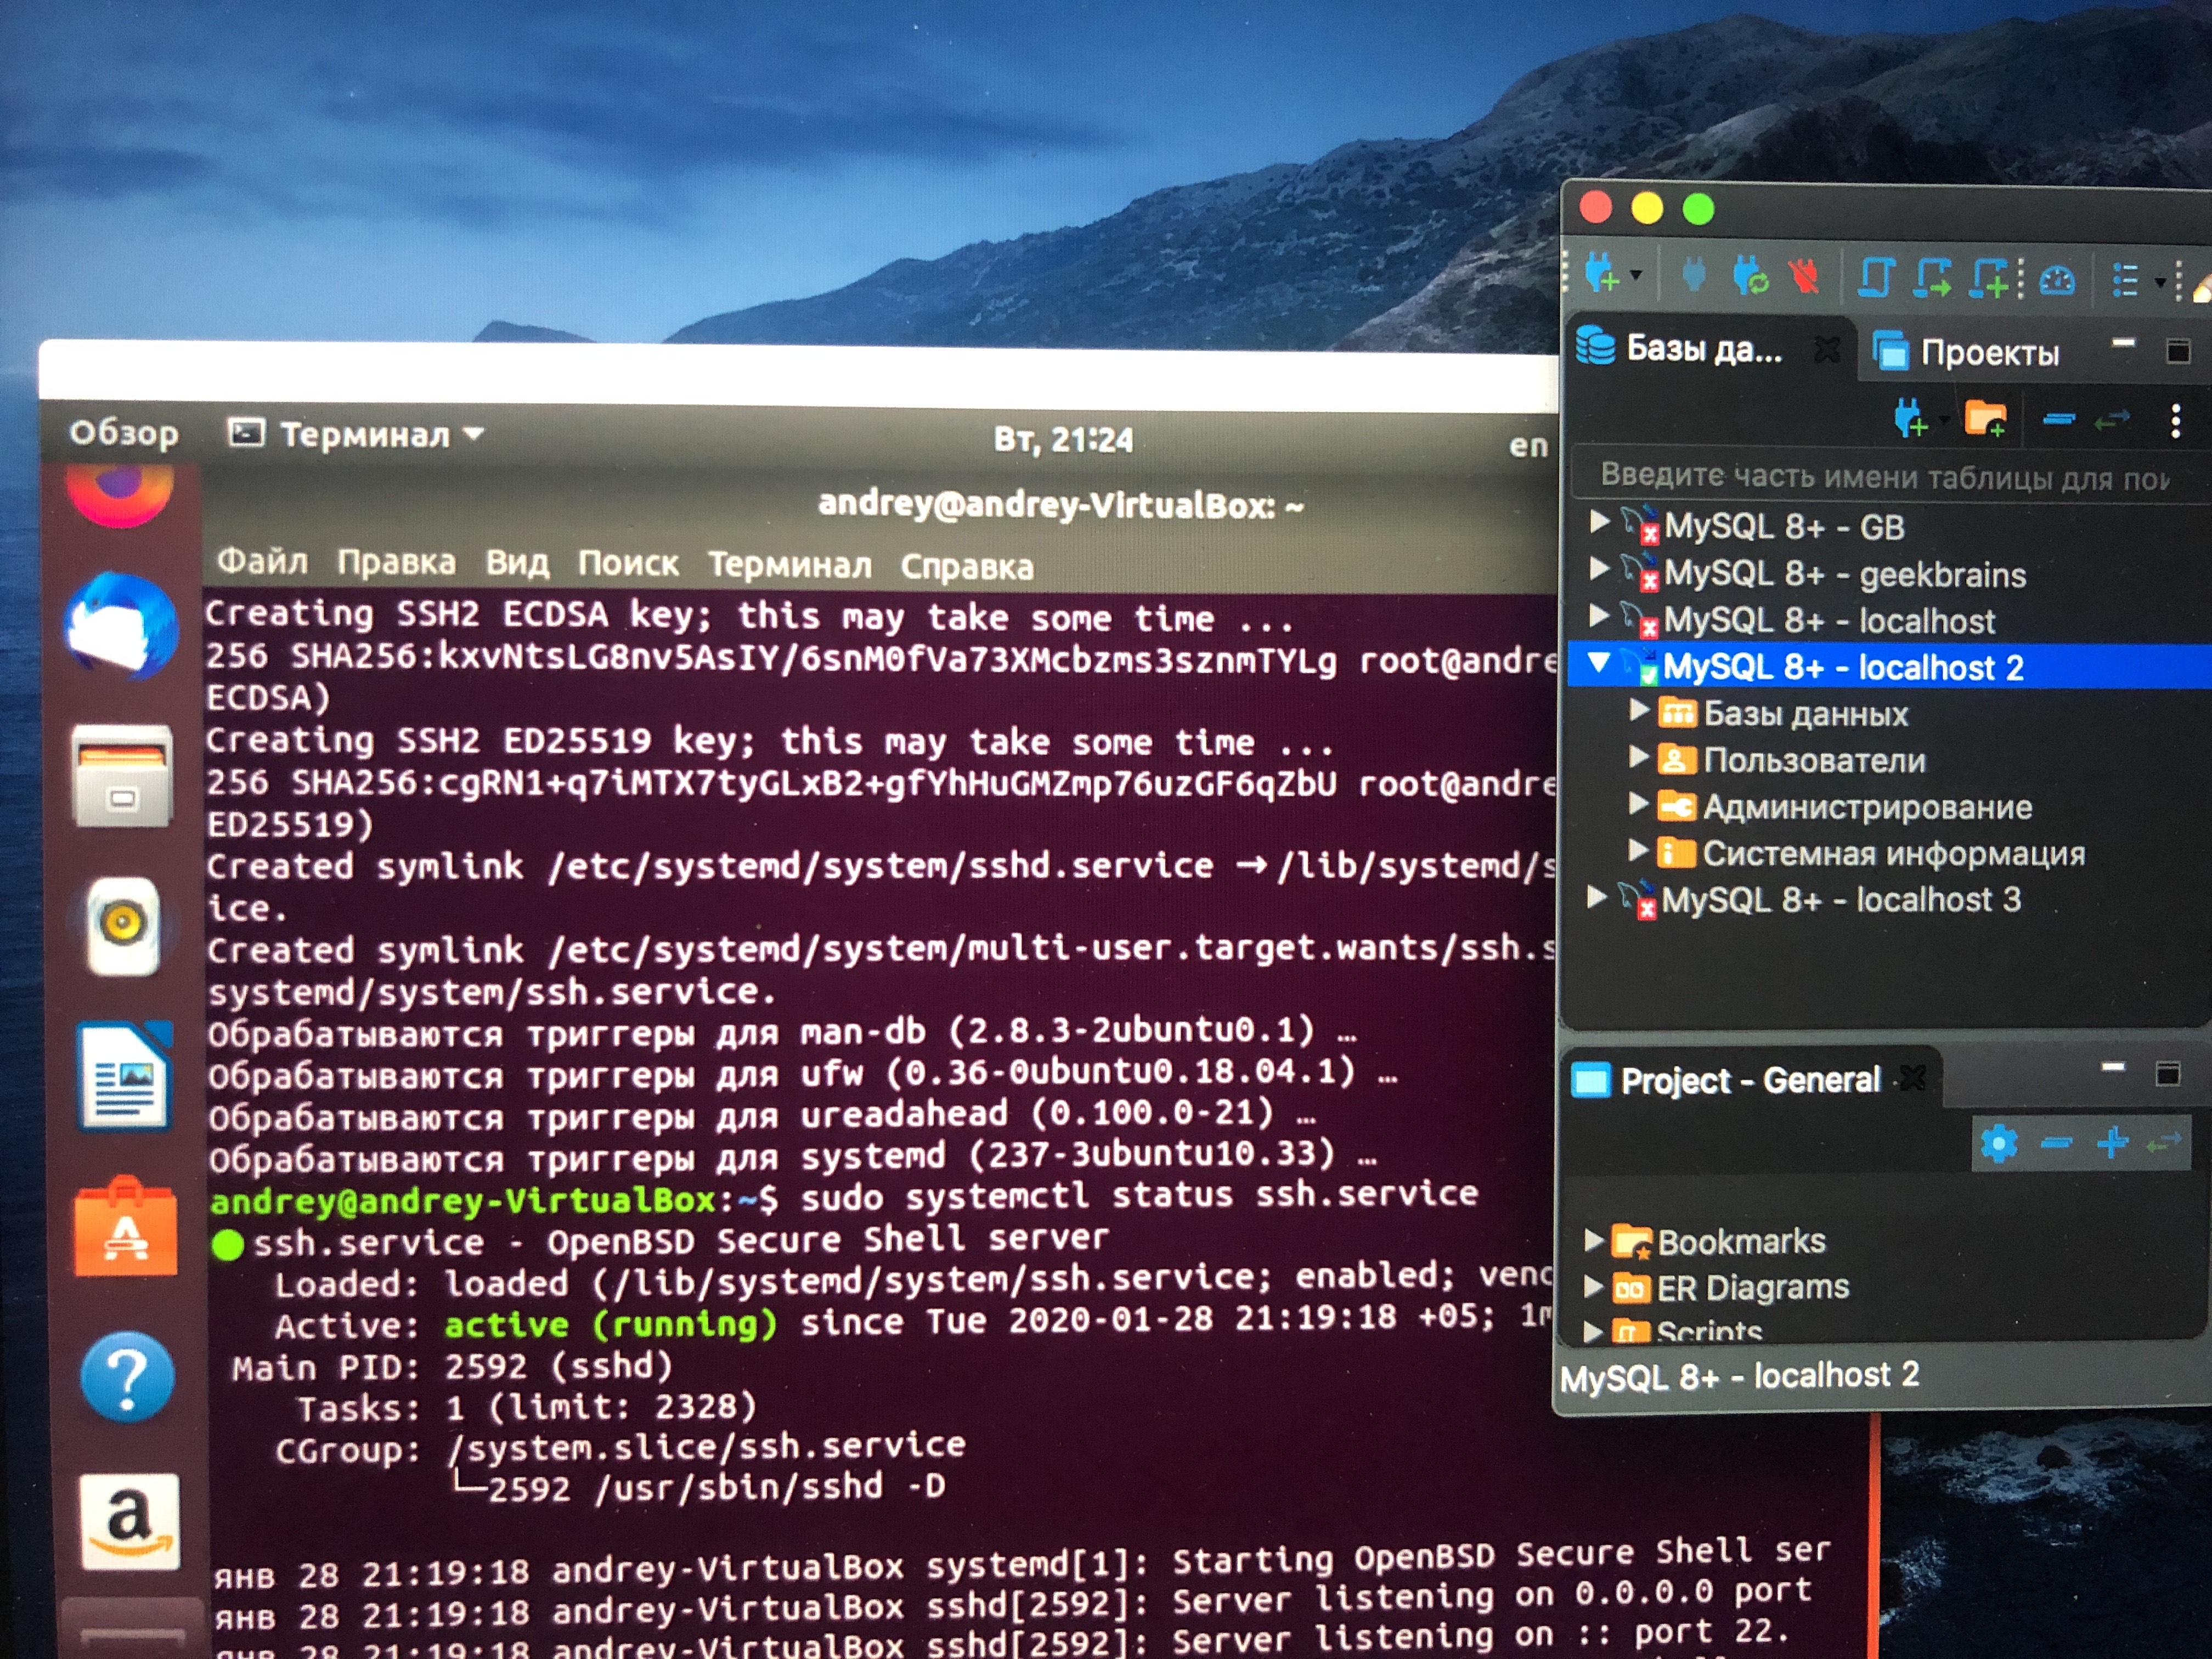 Обзор
Терминал
Вт, 21:24
en
andrey@andrey-VirtualBox: ~
Файл Правка Вид Поиск Терминал Справка
Creating SSH2 ECDSA key; this may take some time ...
256 SHA256:kxvNtsLG8nv5AsIY/6snM0fVa73XMcbzms3sznmTYLg root@andre
ECDSA)
Creating SSH2 ED25519 key; this may take some time ...
256 SHA256:cgRN1+q7iMTX7tyGLxB2+gfYhHuGMZmp76uzGF6qZbU root@andre
ED25519)
Created symlink /etc/systemd/system/sshd.service → /lib/systemd/s
ice.
Created symlink /etc/systemd/system/multi-user.target.wants/ssh.s
systemd/system/ssh.service.
Обрабатываются триггеры для man-db (2.8.3-2ubuntu0.1) …
Обрабатываются триггеры для ufw (0.36-0ubuntu0.18.04.1) …
Обрабатываются триггеры для ureadahead (0.100.0-21) …
Обрабатываются триггеры для systemd (237-3ubuntu10.33) …
andrey@andrey-VirtualBox:~$ sudo systemctl status ssh.service
● ssh.service - OpenBSD Secure Shell server
Loaded: loaded (/lib/systemd/system/ssh.service; enabled; venc
Active: active (running) since Tue 2020-01-28 21:19:18 +05; 1m
Main PID: 2592 (sshd)
Tasks: 1 (limit: 2328)
CGroup: /system.slice/ssh.service
└─2592 /usr/sbin/sshd -D
янв 28 21:19:18 andrey-VirtualBox systemd[1]: Starting OpenBSD Secure Shell ser
янв 28 21:19:18 andrey-VirtualBox sshd[2592]: Server listening on 0.0.0.0 port
янв 28 21:19:18 andrey-VirtualBox sshd[2592]: Server listening on :: port 22.
Базы да...
Проекты
Введите часть имени таблицы для пои
MySQL 8+ - GB
MySQL 8+ - geekbrains
MySQL 8+ - localhost
MySQL 8+ - localhost 2
Базы данных
Пользователи
Администрирование
Системная информация
MySQL 8+ - localhost 3
Project - General
Bookmarks
ER Diagrams
Scripts
MySQL 8+ - localhost 2